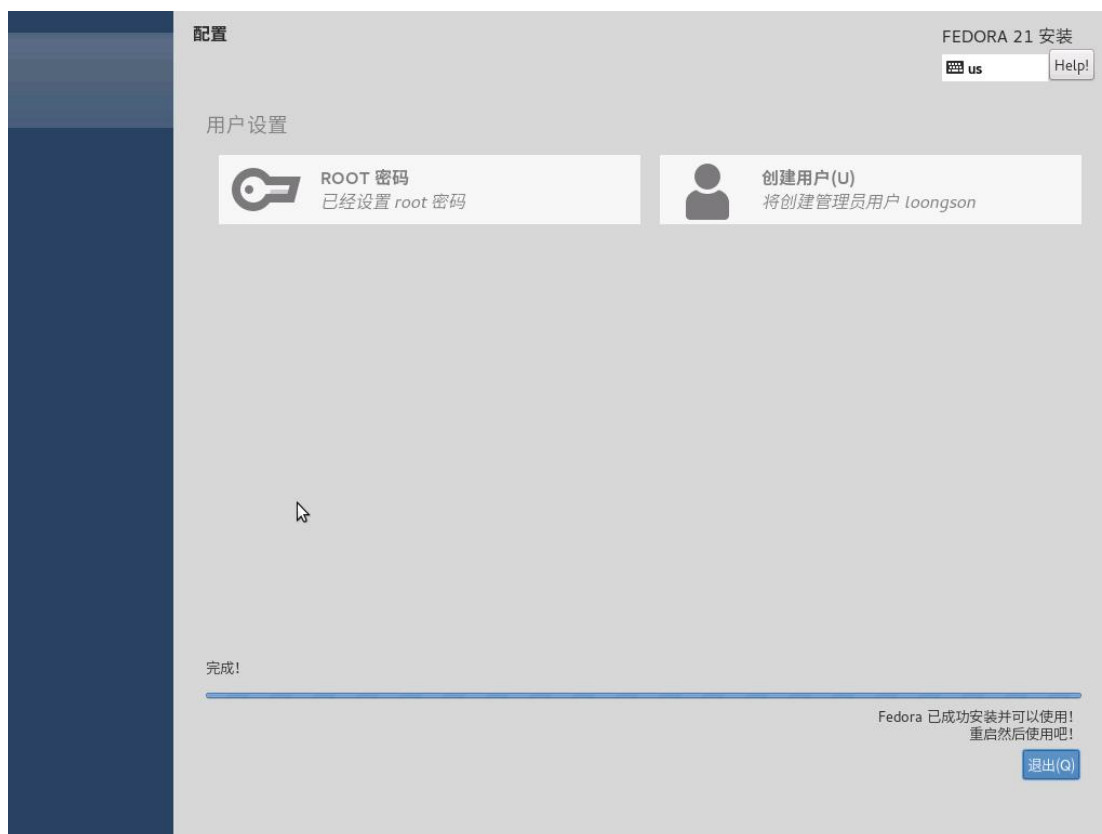 配置
FEDORA 21 安装
us
Help!
用户设置
ROOT 密码
已经设置 root 密码
创建用户(U)
将创建管理员用户 loongson
完成!
Fedora 已成功安装并可以使用!
重启然后使用吧!
退出(Q)